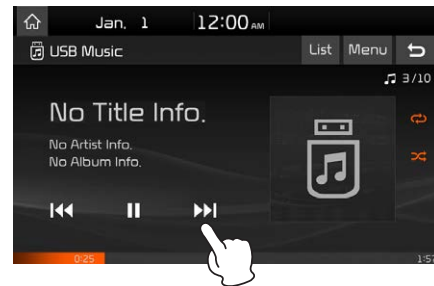 Jan. 1 12:00 AM
USB Music List Menu
3/10
No Title Info.
No Artist Info.
No Album Info.
0:25 1:57